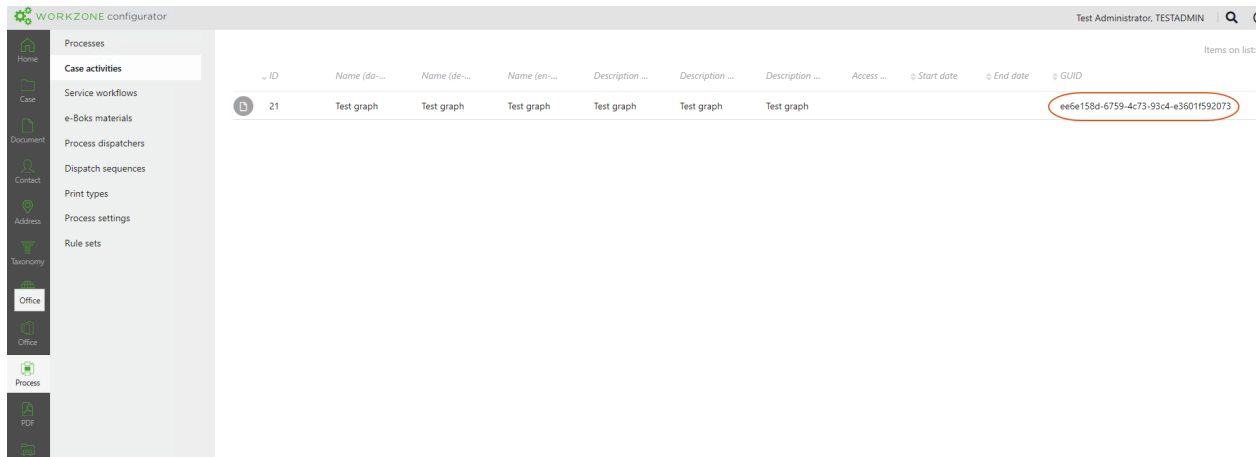 WORKZONE configurator
Test Administrator, TESTADMIN
Home
Case
Document
Contact
Address
Taxonomy
Office
Office
Process
PDF
Processes
Case activities
Service workflows
e-Boks materials
Process dispatchers
Dispatch sequences
Print types
Process settings
Rule sets
Items on list:
ID Name (da-... Name (de-... Name (en-... Description ... Description ... Description ... Access ... Start date End date GUID
21 Test graph Test graph Test graph Test graph Test graph Test graph ee6e158d-6759-4c73-93c4-e3601f592073